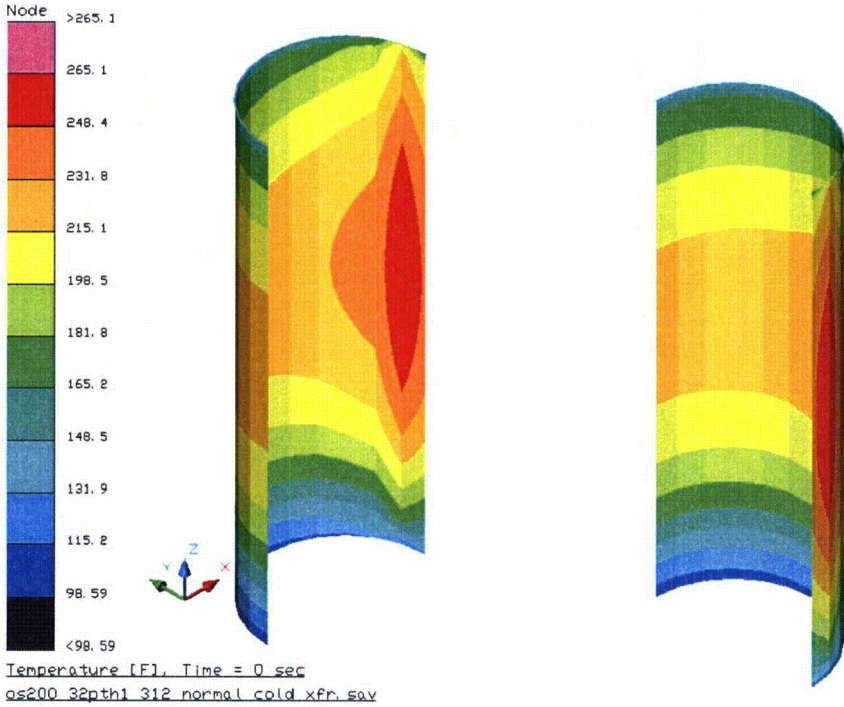 Node
>265.1
265.1
248.4
231.8
215.1
198.5
181.8
165.2
148.5
131.9
115.2
98.59
<98.59
Z
Y
X
Temperature [F], Time = 0 sec
os200 32pth1 312 normal cold xfr.sav